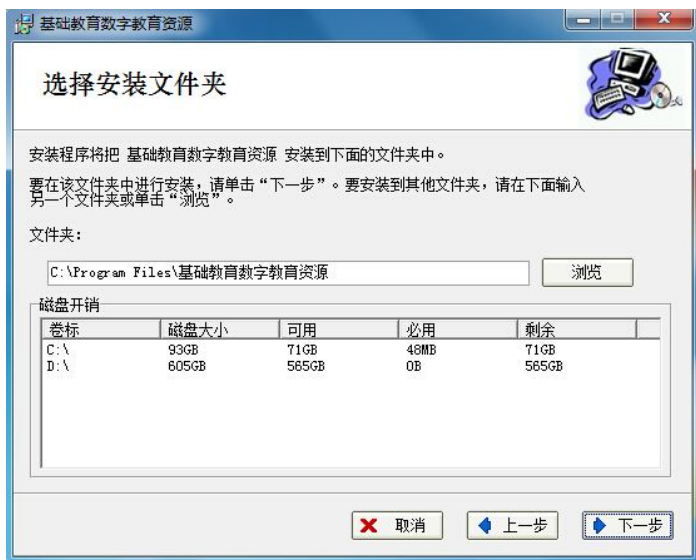 基础教育数字教育资源
选择安装文件夹
安装程序将把 基础教育数字教育资源 安装到下面的文件夹中。
要在该文件夹中进行安装，请单击“下一步”。要安装到其他文件夹，请在下面输入
另一个文件夹或单击“浏览”。
文件夹：
C:\Program Files\基础教育数字教育资源 浏览
磁盘开销
卷标 磁盘大小 可用 必用 剩余
C:\ 93GB 71GB 48MB 71GB
D:\ 605GB 565GB 0B 565GB
取消 上一步 下一步